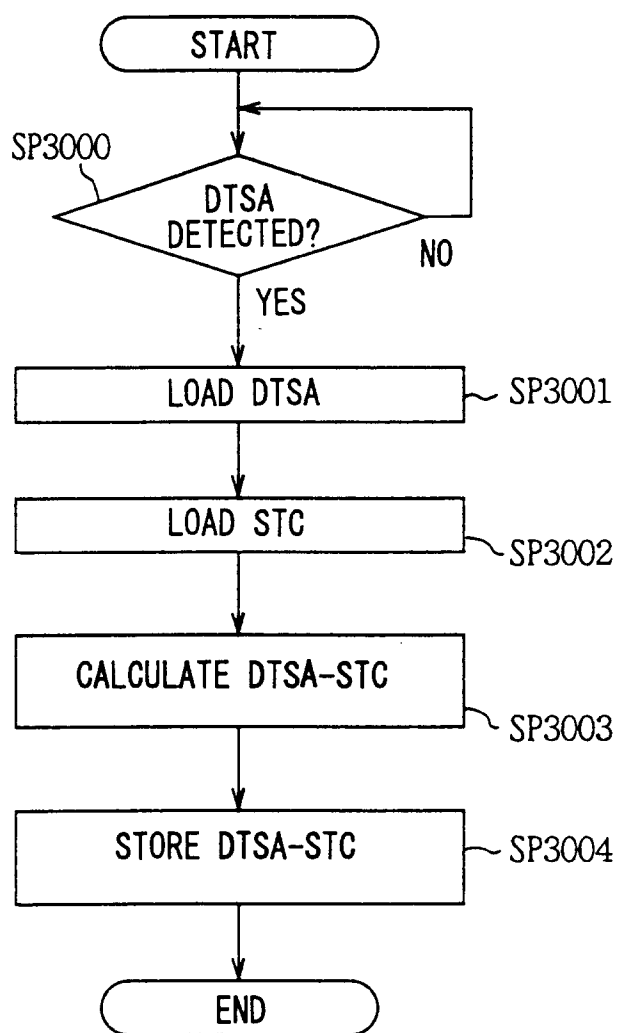 START
SP3000
DTSA
DETECTED?
NO
YES
LOAD DTSA
SP3001
LOAD STC
SP3002
CALCULATE DTSA-STC
SP3003
STORE DTSA-STC
SP3004
END